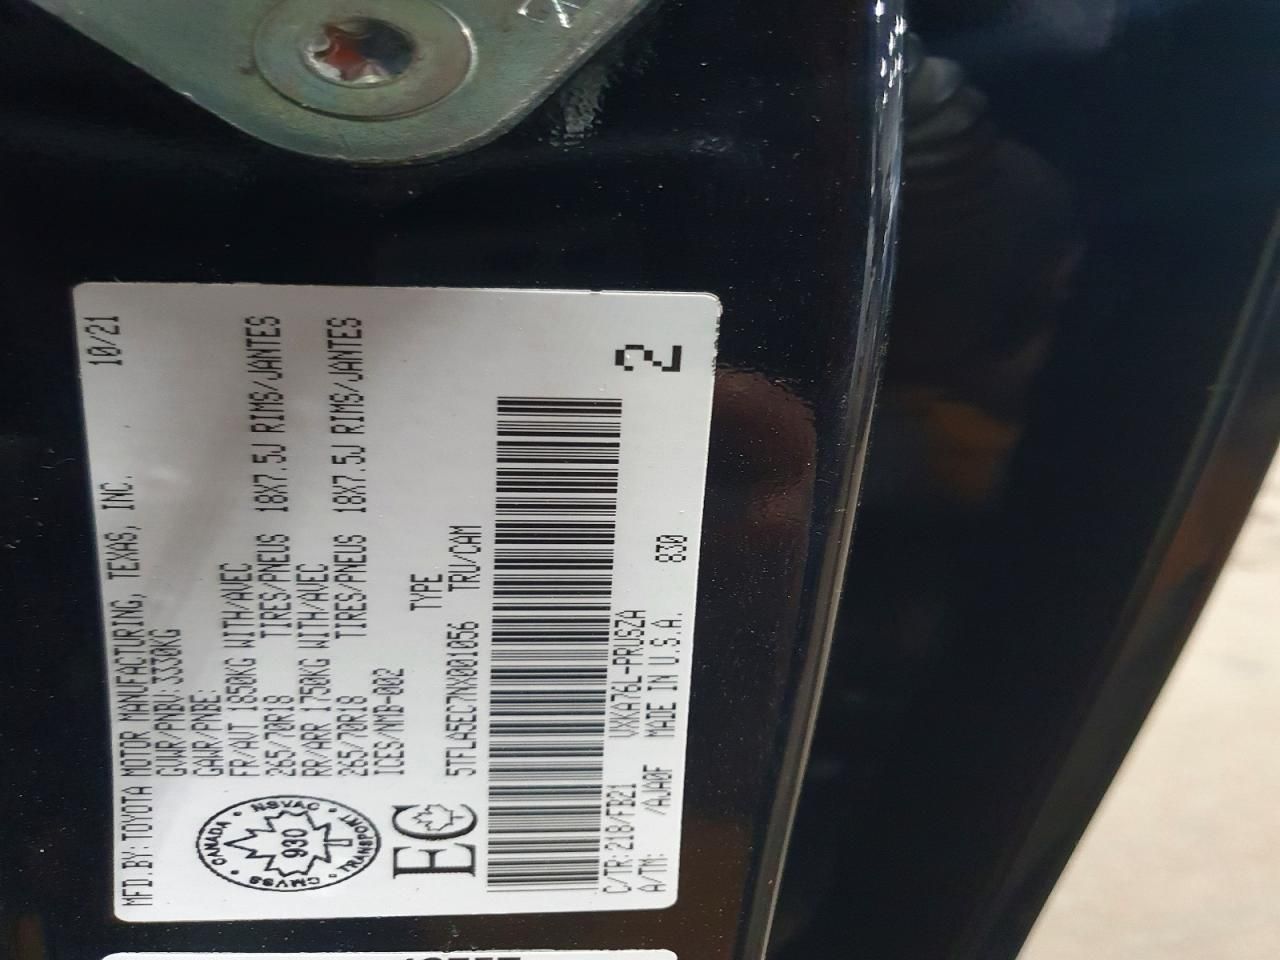 MFD.BY: TOYOTA MOTOR MANUFACTURING, TEXAS, INC. 10/21
GVWR/PNBV: 3330KG
GAWR/PNBE:
FR/AVT 1850KG WITH/AVEC
265/70R18 TIRES/PNEUS 18X7.5J RIMS/JANTES
RR/ARR 1750KG WITH/AVEC
265/70R18 TIRES/PNEUS 18X7.5J RIMS/JANTES
ICES/NMB-002
CANADA • NSVAC • TRANSPORT • CMVSS
930
T
EC
TYPE
5TFLA5EC7NX001056 TRU/CAM
C/TR: 218/FB21 VXKA76L-PRUSZA
A/TM: /AJA0F MADE IN U.S.A. 830
2